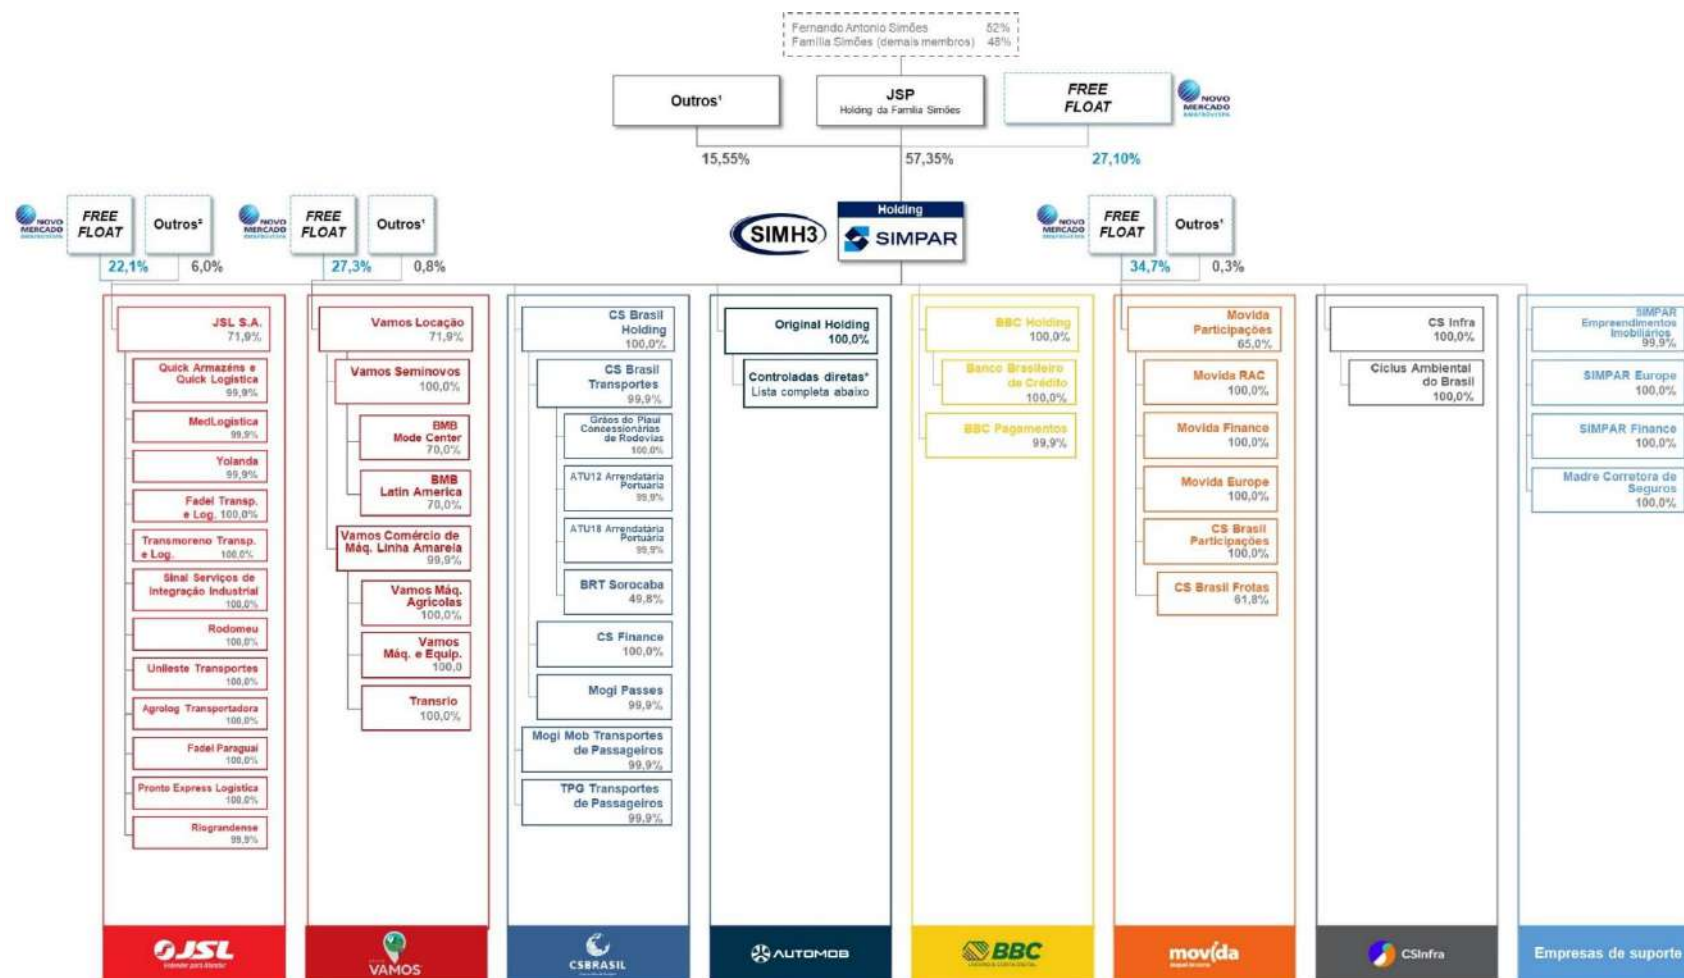 Fernando Antonio Simões 52%
Família Simões (demais membros) 48%
Outros¹
JSP
Holding da Família Simões
FREE
FLOAT
NOVO
MERCADO
15,55%
57,35%
27,10%
NOVO
MERCADO
FREE
FLOAT
Outros²
22,1%
6,0%
NOVO
MERCADO
FREE
FLOAT
Outros¹
27,3%
0,8%
SIMH3
Holding
SIMPAR
NOVO
MERCADO
FREE
FLOAT
Outros¹
34,7%
0,3%
JSL S.A.
71,9%
Quick Armazéns e
Quick Logística
99,9%
MedLogística
99,9%
Yolanda
99,9%
Fadel Transp.
e Log. 100,0%
Transmoreno Transp.
e Log. 100,0%
Sinal Serviços de
Integração Industrial
100,0%
Rodomeu
100,0%
Unileste Transportes
100,0%
Agrolog Transportadora
100,0%
Fadel Paraguai
100,0%
Pronto Express Logística
100,0%
Riograndense
99,9%
JSL
Vamos Locação
71,9%
Vamos Seminovos
100,0%
BMB
Mode Center
70,0%
BMB
Latin America
70,0%
Vamos Comércio de
Máq. Linha Amarela
99,9%
Vamos Máq.
Agrícolas
100,0%
Vamos
Máq. e Equip.
100,0
Transrio
100,0%
VAMOS
CS Brasil
Holding
100,0%
CS Brasil
Transportes
99,9%
Grãos do Piauí
Concessionárias
de Rodovias
100,0%
ATU12 Arrendatária
Portuária
99,9%
ATU18 Arrendatária
Portuária
99,9%
BRT Sorocaba
49,8%
CS Finance
100,0%
Mogi Passes
99,9%
Mogi Mob Transportes
de Passageiros
99,9%
TPG Transportes
de Passageiros
99,9%
CSBRASIL
Original Holding
100,0%
Controladas diretas*
Lista completa abaixo
AUTOMOB
BBC Holding
100,0%
Banco Brasileiro
de Crédito
100,0%
BBC Pagamentos
99,9%
BBC
Movida
Participações
65,0%
Movida RAC
100,0%
Movida Finance
100,0%
Movida Europe
100,0%
CS Brasil
Participações
100,0%
CS Brasil Frotas
61,8%
movida
CS Infra
100,0%
Ciclus Ambiental
do Brasil
100,0%
CSInfra
SIMPAR
Empreendimentos
Imobiliários
99,9%
SIMPAR Europe
100,0%
SIMPAR Finance
100,0%
Madre Corretora de
Seguros
100,0%
Empresas de suporte